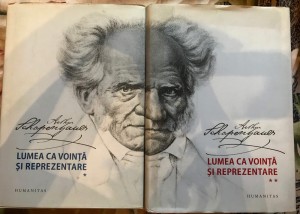 Arthur
Schopenhauer
LUMEA CA VOINȚĂ
ȘI REPREZENTARE
*
HUMANITAS
Arthur
Schopenhauer
LUMEA CA VOINȚĂ
ȘI REPREZENTARE
**
HUMANITAS